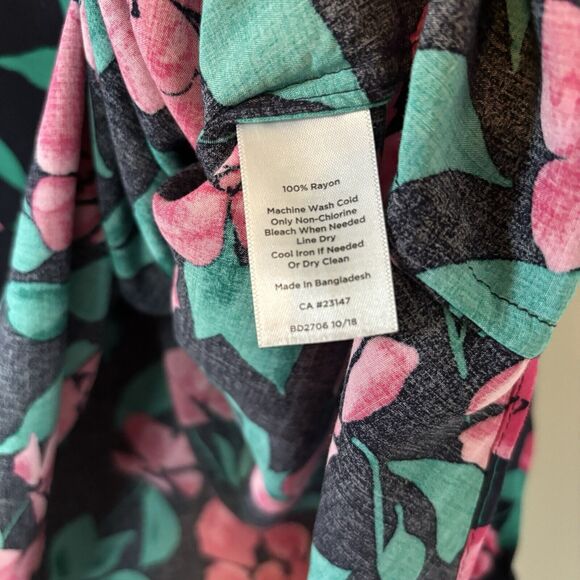 100% Rayon
Machine Wash Cold
Only Non-Chlorine
Bleach When Needed
Line Dry
Cool Iron If Needed
Or Dry Clean
Made In Bangladesh
CA #23147
BD2706 10/18